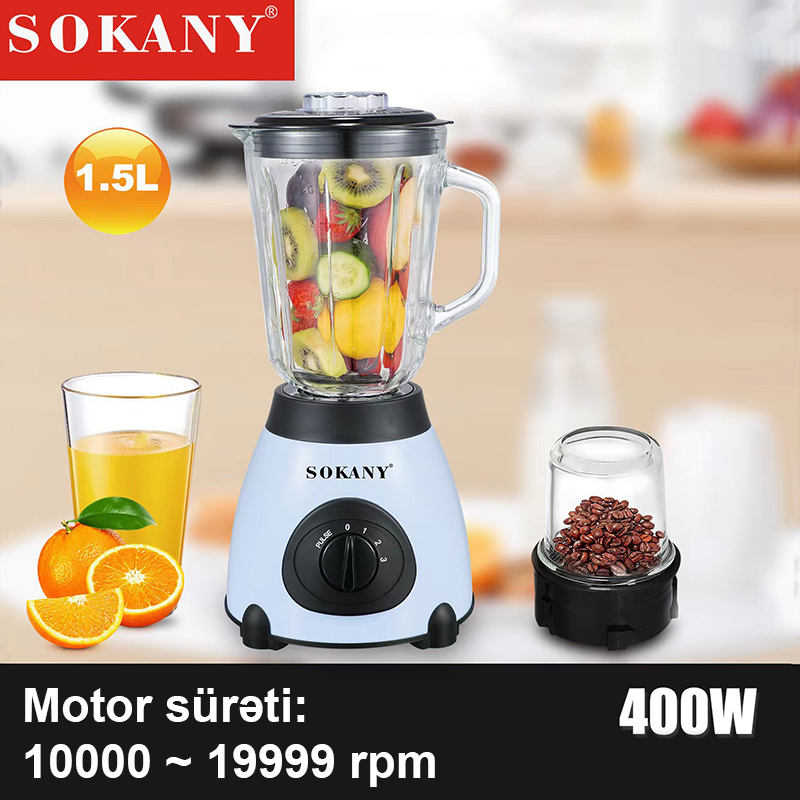 SOKANY®
1.5L
SOKANY®
PULSE 0 1 2 3
Motor sürəti:
10000 ~ 19999 rpm
400W